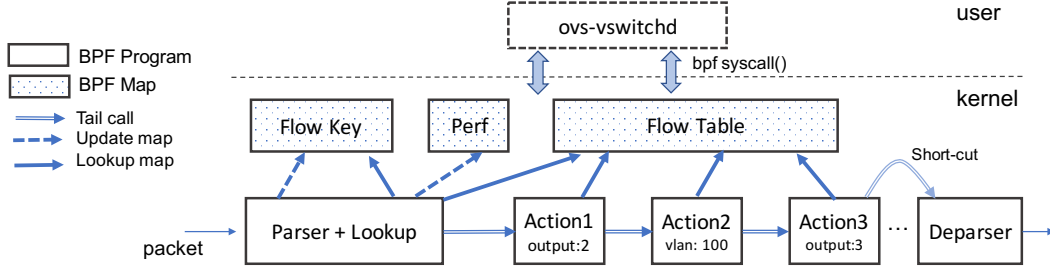 user
ovs-vswitchd
BPF Program
bpf syscall()
BPF Map
kernel
Tail call
Flow Key
Perf
Flow Table
Update map
Lookup map
Short-cut
packet
Parser + Lookup
Action1
output:2
Action2
vlan: 100
Action3
output:3
...
Deparser